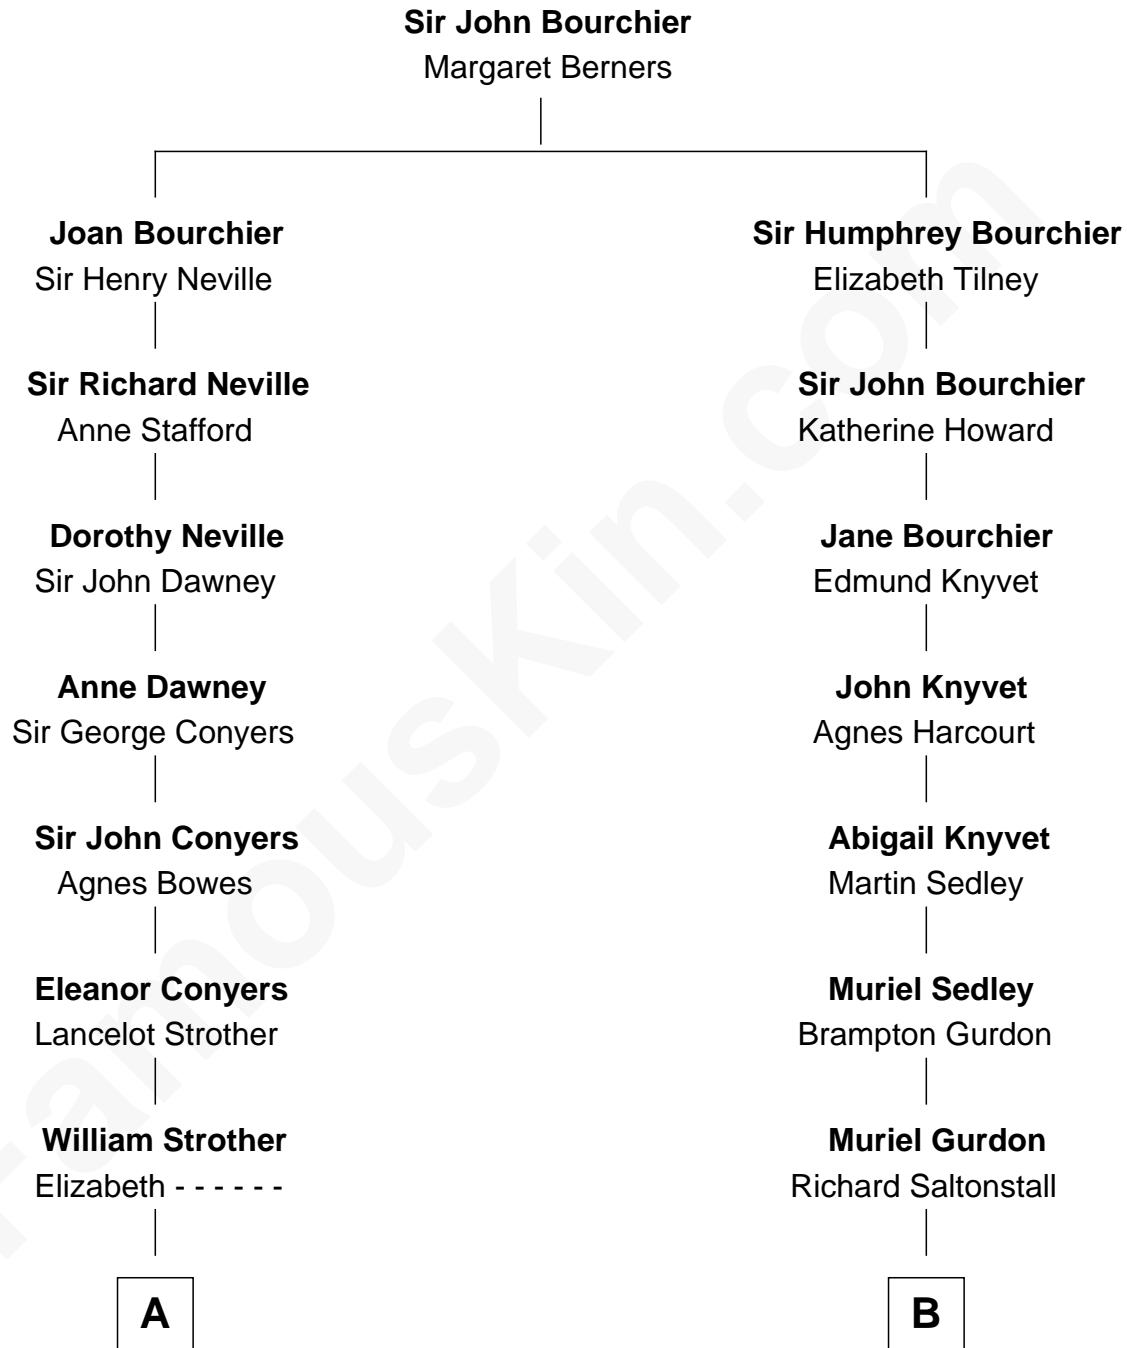 Sir John Bourchier
Margaret Berners
Joan Bourchier
Sir Henry Neville
Sir Humphrey Bourchier
Elizabeth Tilney
Sir Richard Neville
Anne Stafford
Sir John Bourchier
Katherine Howard
Dorothy Neville
Sir John Dawney
Jane Bourchier
Edmund Knyvet
Anne Dawney
Sir George Conyers
John Knyvet
Agnes Harcourt
Sir John Conyers
Agnes Bowes
Abigail Knyvet
Martin Sedley
Eleanor Conyers
Lancelot Strother
Muriel Sedley
Brampton Gurdon
William Strother
Elizabeth - - - - - -
Muriel Gurdon
Richard Saltonstall
A
B
FamousKin.com